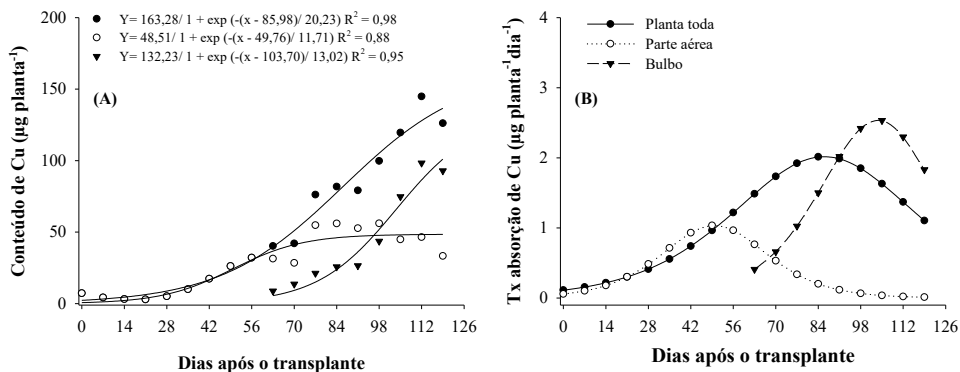 Y= 163,28/ 1 + exp (-(x - 85,98)/ 20,23) R² = 0,98
Y= 48,51/ 1 + exp (-(x - 49,76)/ 11,71) R² = 0,88
Y= 132,23/ 1 + exp (-(x - 103,70)/ 13,02) R² = 0,95
(A)
Conteúdo de Cu (µg planta⁻¹)
200
150
100
50
0
0 14 28 42 56 70 84 98 112 126
Dias após o transplante
Planta toda
Parte aérea
Bulbo
(B)
Tx absorção de Cu (µg planta⁻¹dia⁻¹)
4
3
2
1
0
0 14 28 42 56 70 84 98 112 126
Dias após o transplante